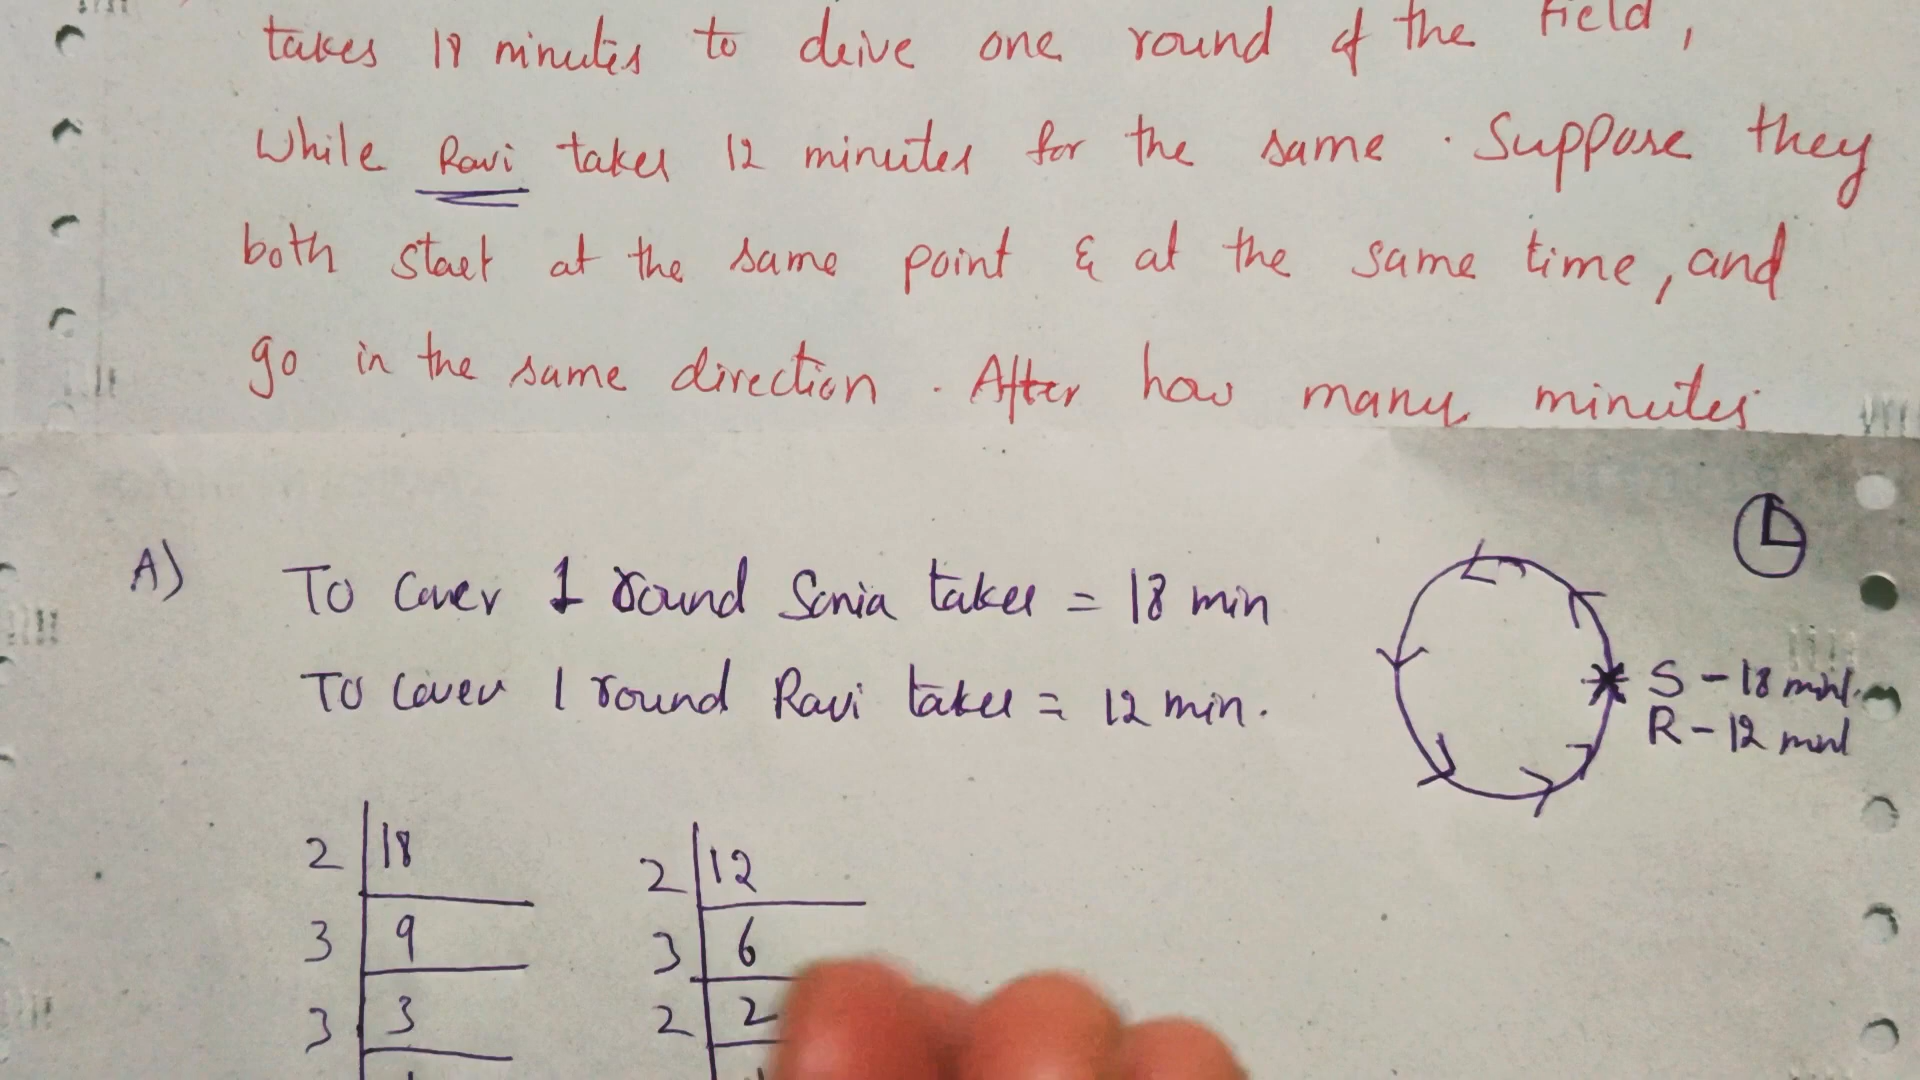 takes 18 minutes to drive one round of the field,
While Ravi takes 12 minutes for the same. Suppose they
both start at the same point & at the same time, and
go in the same direction. After how many minutes
A) To Cover 1 round Sonia takes = 18 min
To Cover 1 round Ravi takes = 12 min.
S - 18 min
R - 12 min
2 18
3 9
3 3
2 12
3 6
2 2